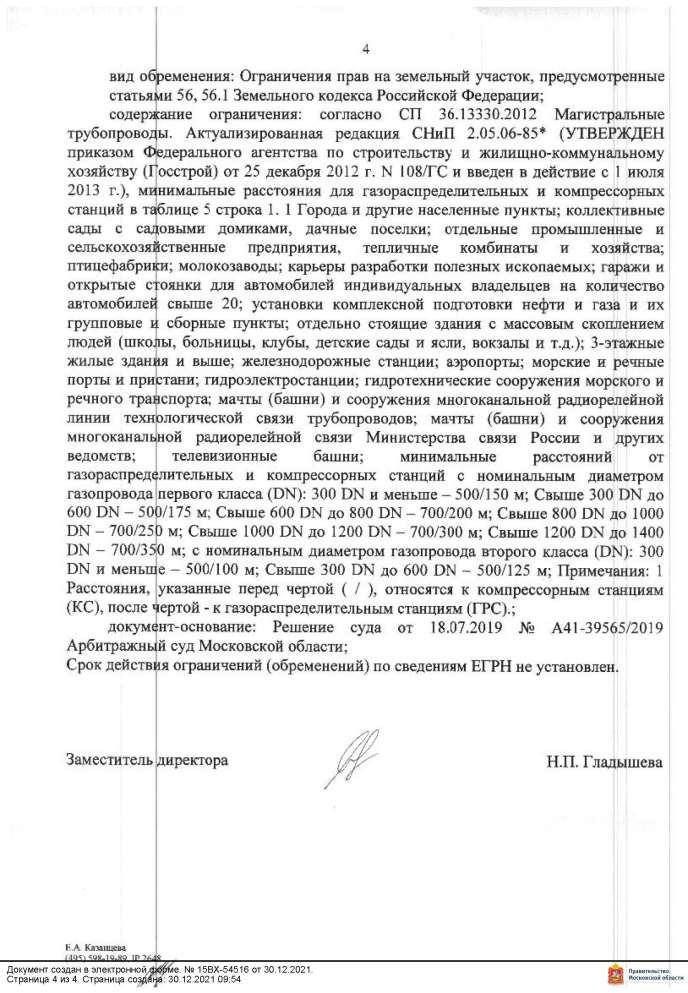 4
вид обременения: Ограничения прав на земельный участок, предусмотренные
статьями 56, 56.1 Земельного кодекса Российской Федерации;
содержание ограничения: согласно СП 36.13330.2012 Магистральные
трубопроводы. Актуализированная редакция СНиП 2.05.06-85* (УТВЕРЖДЕН
приказом Федерального агентства по строительству и жилищно-коммунальному
хозяйству (Госстрой) от 25 декабря 2012 г. N 108/ГС и введен в действие с 1 июля
2013 г.), минимальные расстояния для газораспределительных и компрессорных
станций в таблице 5 строка 1. 1 Города и другие населенные пункты; коллективные
сады с садовыми домиками, дачные поселки; отдельные промышленные и
сельскохозяйственные предприятия, тепличные комбинаты и хозяйства;
птицефабрики; молокозаводы; карьеры разработки полезных ископаемых; гаражи и
открытые стоянки для автомобилей индивидуальных владельцев на количество
автомобилей свыше 20; установки комплексной подготовки нефти и газа и их
групповые и сборные пункты; отдельно стоящие здания с массовым скоплением
людей (школы, больницы, клубы, детские сады и ясли, вокзалы и т.д.); 3-этажные
жилые здания и выше; железнодорожные станции; аэропорты; морские и речные
порты и пристани; гидроэлектростанции; гидротехнические сооружения морского и
речного транспорта; мачты (башни) и сооружения многоканальной радиорелейной
линии технологической связи трубопроводов; мачты (башни) и сооружения
многоканальной радиорелейной связи Министерства связи России и других
ведомств; телевизионные башни; минимальные расстояний от
газораспределительных и компрессорных станций с номинальным диаметром
газопровода первого класса (DN): 300 DN и меньше – 500/150 м; Свыше 300 DN до
600 DN – 500/175 м; Свыше 600 DN до 800 DN – 700/200 м; Свыше 800 DN до 1000
DN – 700/250 м; Свыше 1000 DN до 1200 DN – 700/300 м; Свыше 1200 DN до 1400
DN – 700/350 м; с номинальным диаметром газопровода второго класса (DN): 300
DN и меньше – 500/100 м; Свыше 300 DN до 600 DN – 500/125 м; Примечания: 1
Расстояния, указанные перед чертой ( / ), относятся к компрессорным станциям
(КС), после чертой - к газораспределительным станциям (ГРС).;
документ-основание: Решение суда от 18.07.2019 № А41-39565/2019
Арбитражный суд Московской области;
Срок действия ограничений (обременений) по сведениям ЕГРН не установлен.
Заместитель директора Н.П. Гладышева
Е.А. Казанцева
(495) 598-19-89, IP 2648
Документ создан в электронной форме. № 15ВХ-54516 от 30.12.2021.
Страница 4 из 4. Страница создана: 30.12.2021 09:54
Правительство
Московской области